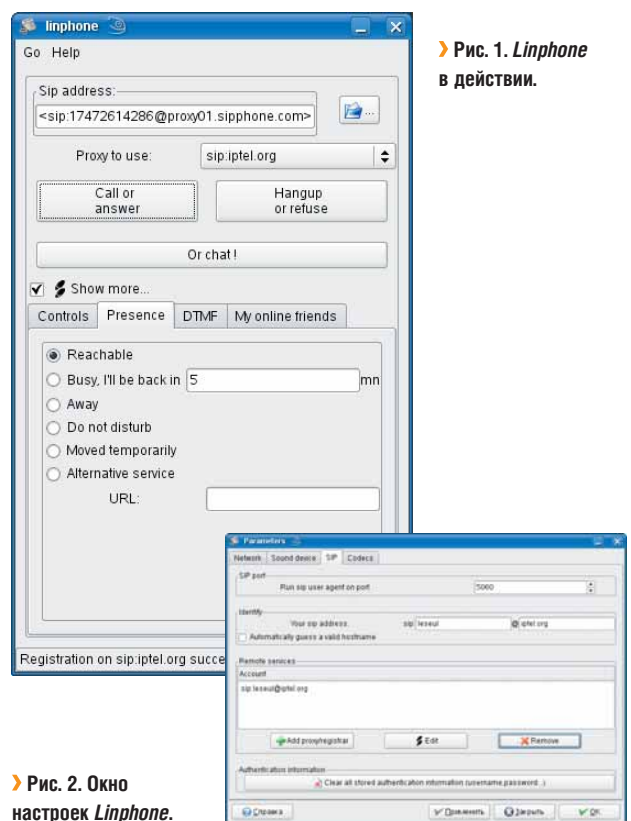 linphone
Go Help
Sip address:
<sip:17472614286@proxy01.sipphone.com>
...
Proxy to use:
sip:iptel.org
Call or
answer
Hangup
or refuse
Or chat !
Show more...
Controls
Presence
DTMF
My online friends
Reachable
Busy, I'll be back in 5 mn
Away
Do not disturb
Moved temporarily
Alternative service
URL:
Registration on sip:iptel.org succe
❯ Рис. 1. Linphone
в действии.
Parameters
Network
Sound device
SIP
Codecs
SIP port
Run sip user agent on port
5060
Identity
Your sip address:
sip: leseul @ iptel.org
Automatically guess a valid hostname
Remote services
Account
sip:leseul@iptel.org
Add proxy/registrar
Edit
Remove
Authentication information
Clear all stored authentication information (username,password...)
Справка
Применить
Закрыть
OK
❯ Рис. 2. Окно
настроек Linphone.